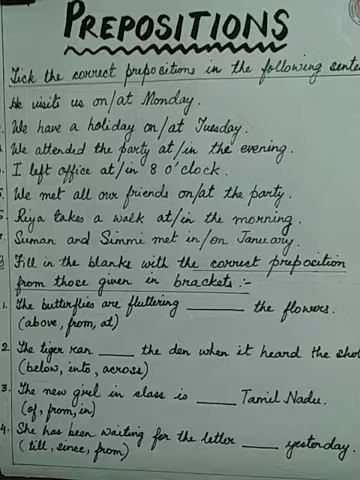 PREPOSITIONS
Tick the correct prepositions in the following
He visits us on/at Monday.
We have a holiday on/at Tuesday.
We attended the party at/in the evening.
I left office at/in 8 o'clock.
We met all our friends on/at the party.
Riya takes a walk at/in the morning.
Suman and Simmi met in/on January.
Fill in the blanks with the correct preposition
from those given in brackets :-
1. The butterflies are fluttering ______ the flowers.
(above, from, at)
2. The tiger ran ____ the den when it heard the
(below, into, across)
3. The new girl in class is ____ Tamil Nadu.
(of, from, in)
4. She has been waiting for the letter ____ yesterday.
(till, since, from)